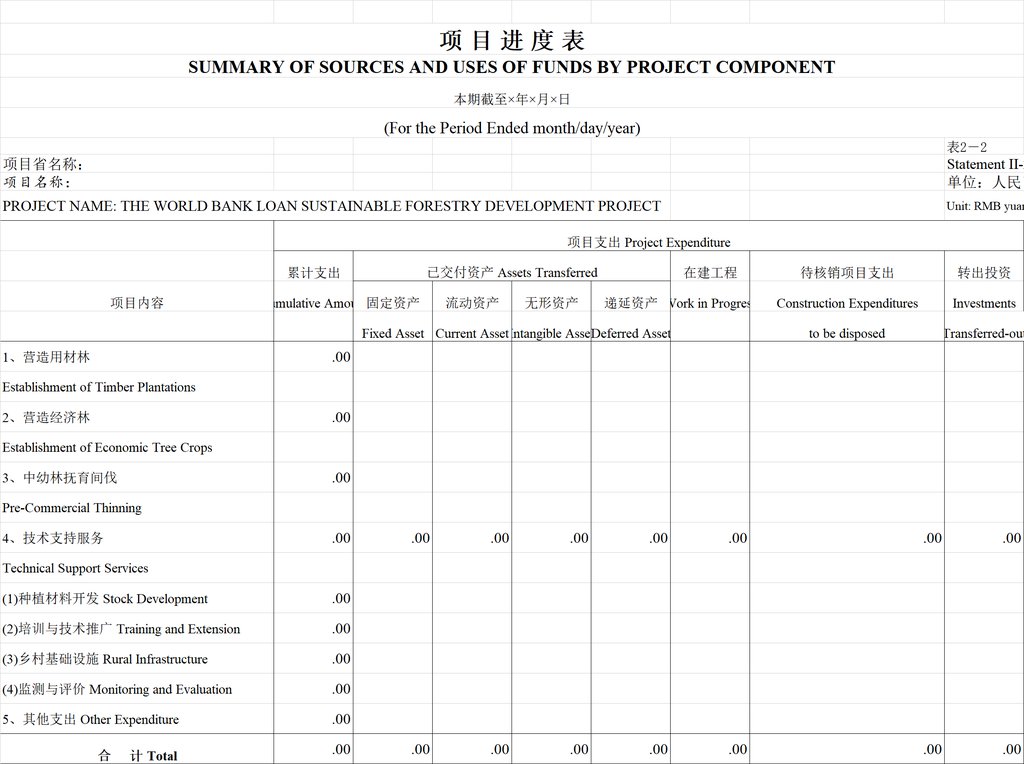 项目进度表
SUMMARY OF SOURCES AND USES OF FUNDS BY PROJECT COMPONENT
本期截至×年×月×日
(For the Period Ended month/day/year)
表2－2
项目省名称：
Statement II-
项目名称：
单位：人民
PROJECT NAME: THE WORLD BANK LOAN SUSTAINABLE FORESTRY DEVELOPMENT PROJECT
Unit: RMB yuan
项目支出 Project Expenditure
累计支出 已交付资产 Assets Transferred 在建工程 待核销项目支出 转出投资
项目内容 umulative Amou 固定资产 流动资产 无形资产 递延资产 Work in Progres Construction Expenditures Investments
Fixed Asset Current Asset Intangible Asse Deferred Asset to be disposed Transferred-out
1、营造用材林 .00
Establishment of Timber Plantations
2、营造经济林 .00
Establishment of Economic Tree Crops
3、中幼林抚育间伐 .00
Pre-Commercial Thinning
4、技术支持服务 .00 .00 .00 .00 .00 .00 .00 .00
Technical Support Services
(1)种植材料开发 Stock Development .00
(2)培训与技术推广 Training and Extension .00
(3)乡村基础设施 Rural Infrastructure .00
(4)监测与评价 Monitoring and Evaluation .00
5、其他支出 Other Expenditure .00
合 计 Total .00 .00 .00 .00 .00 .00 .00 .00